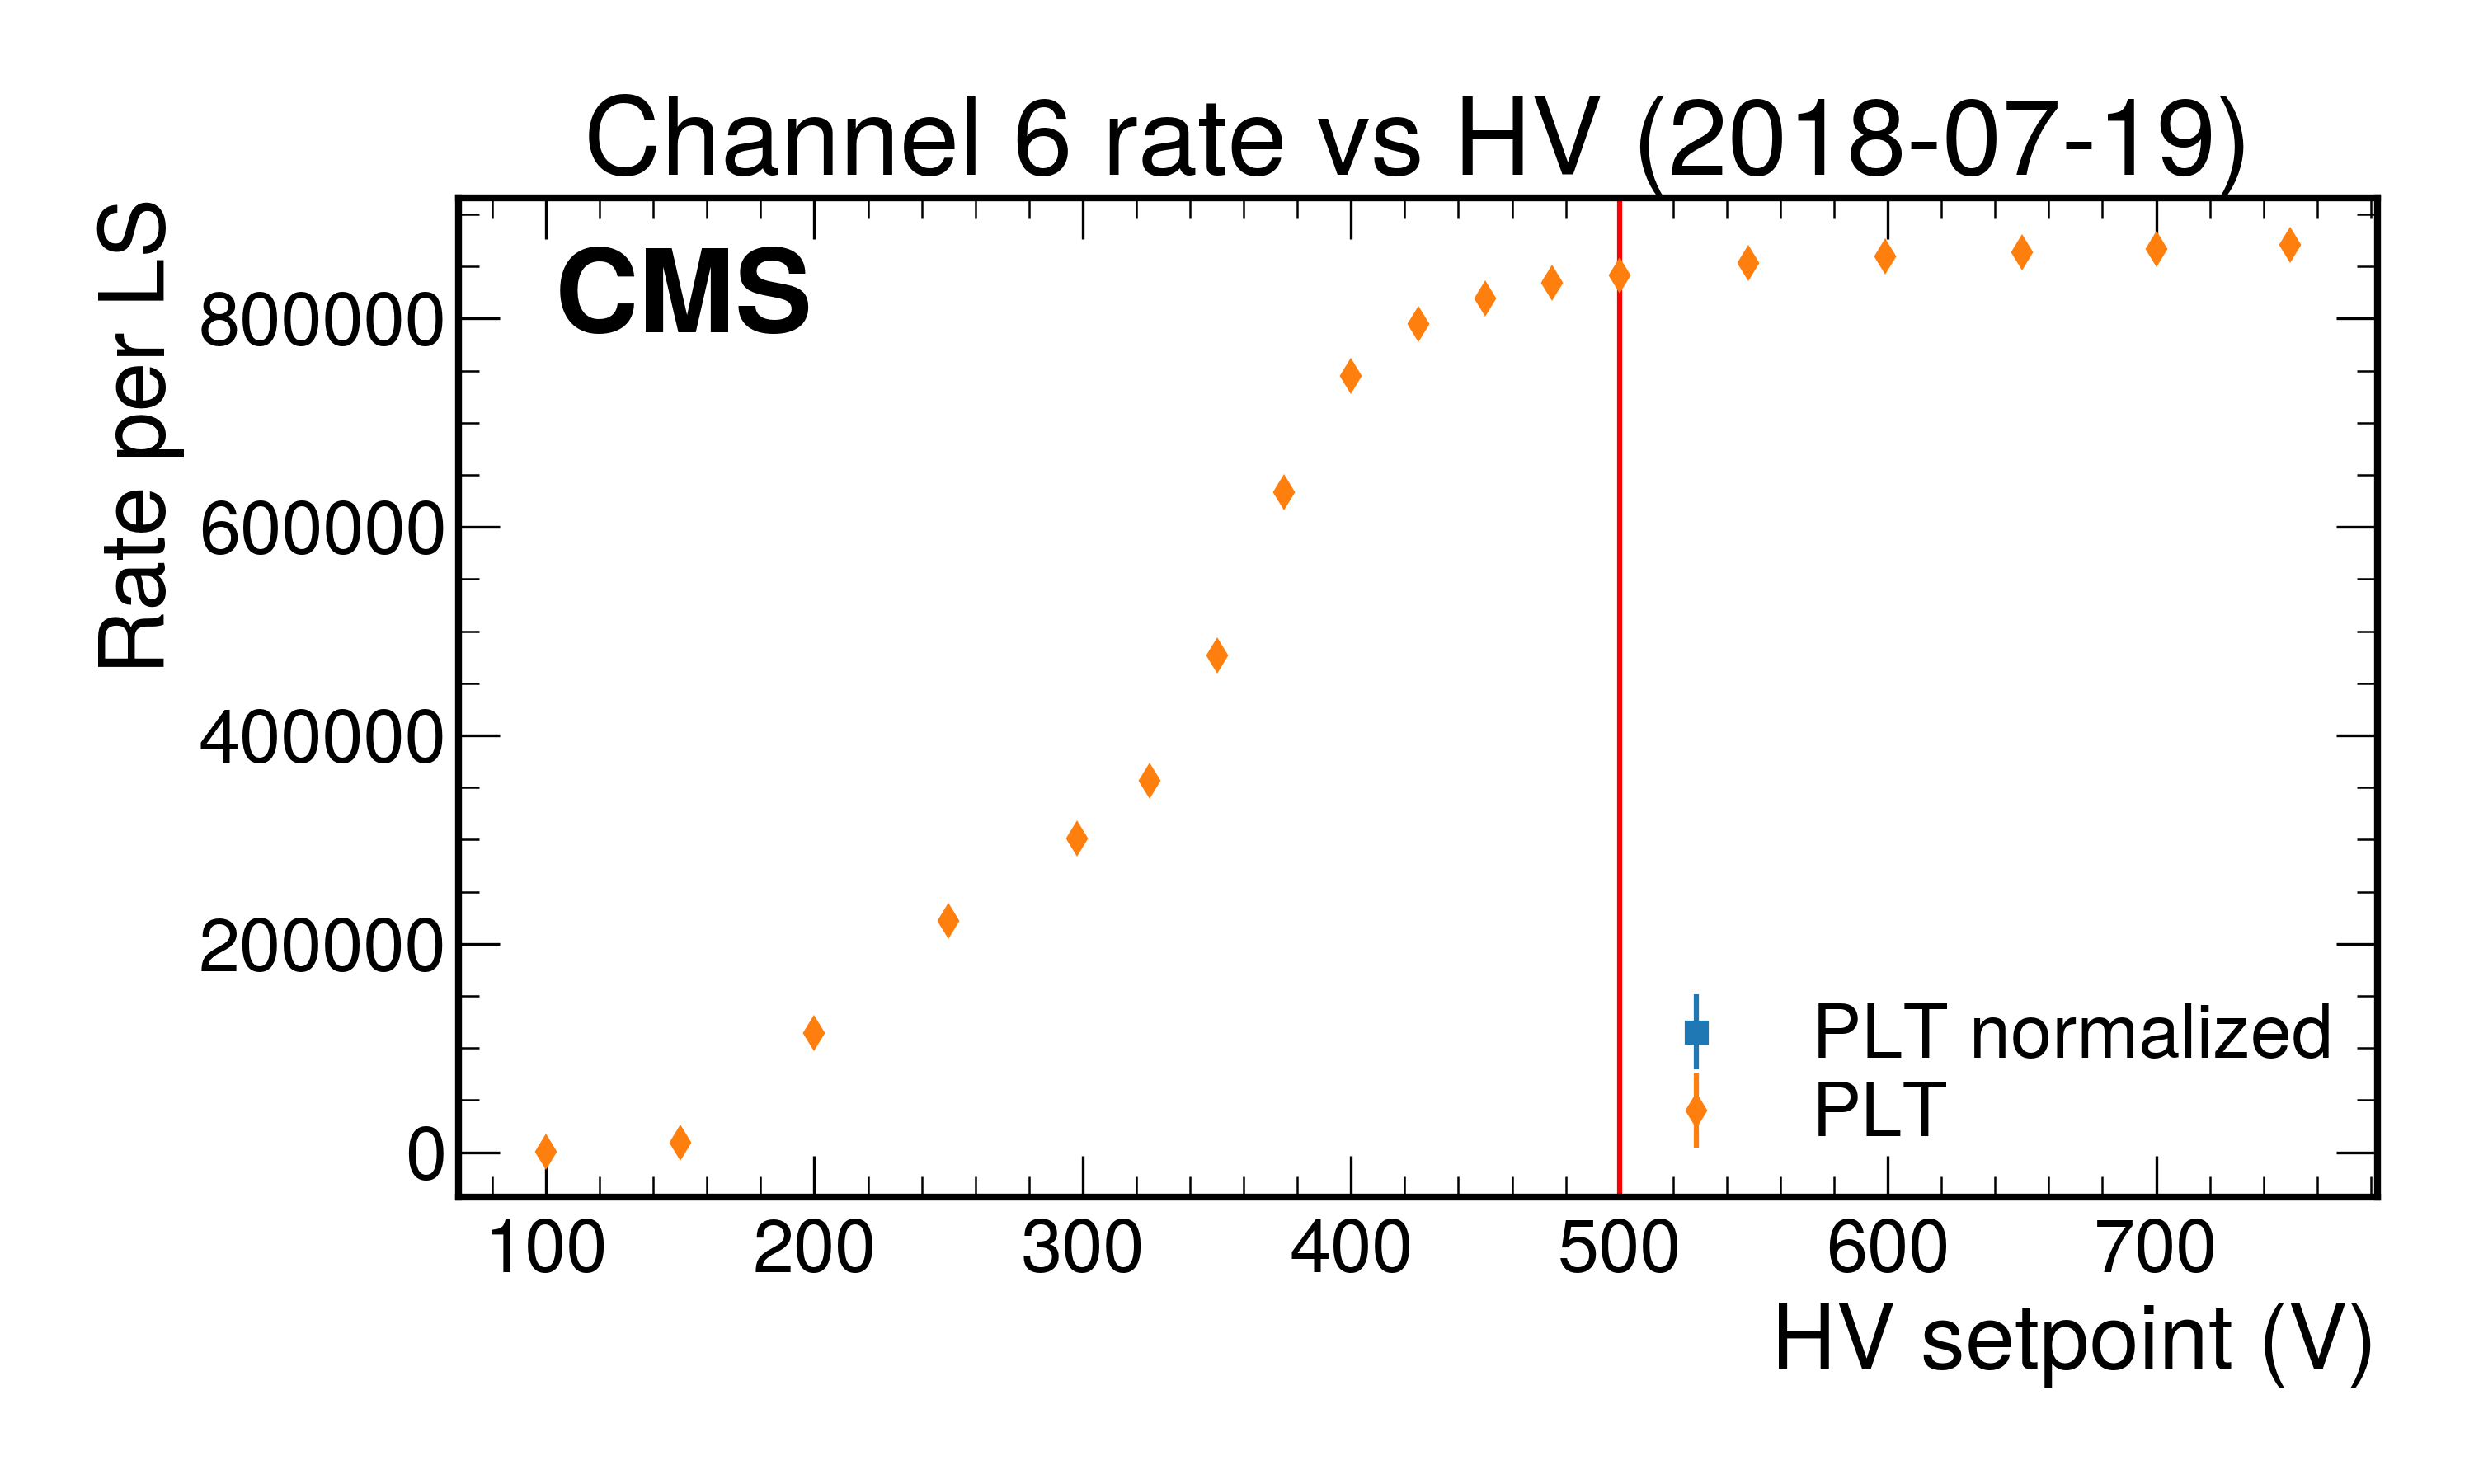 Channel 6 rate vs HV (2018-07-19)
CMS
Rate per LS
800000
600000
400000
200000
0
PLT normalized
PLT
100 200 300 400 500 600 700
HV setpoint (V)